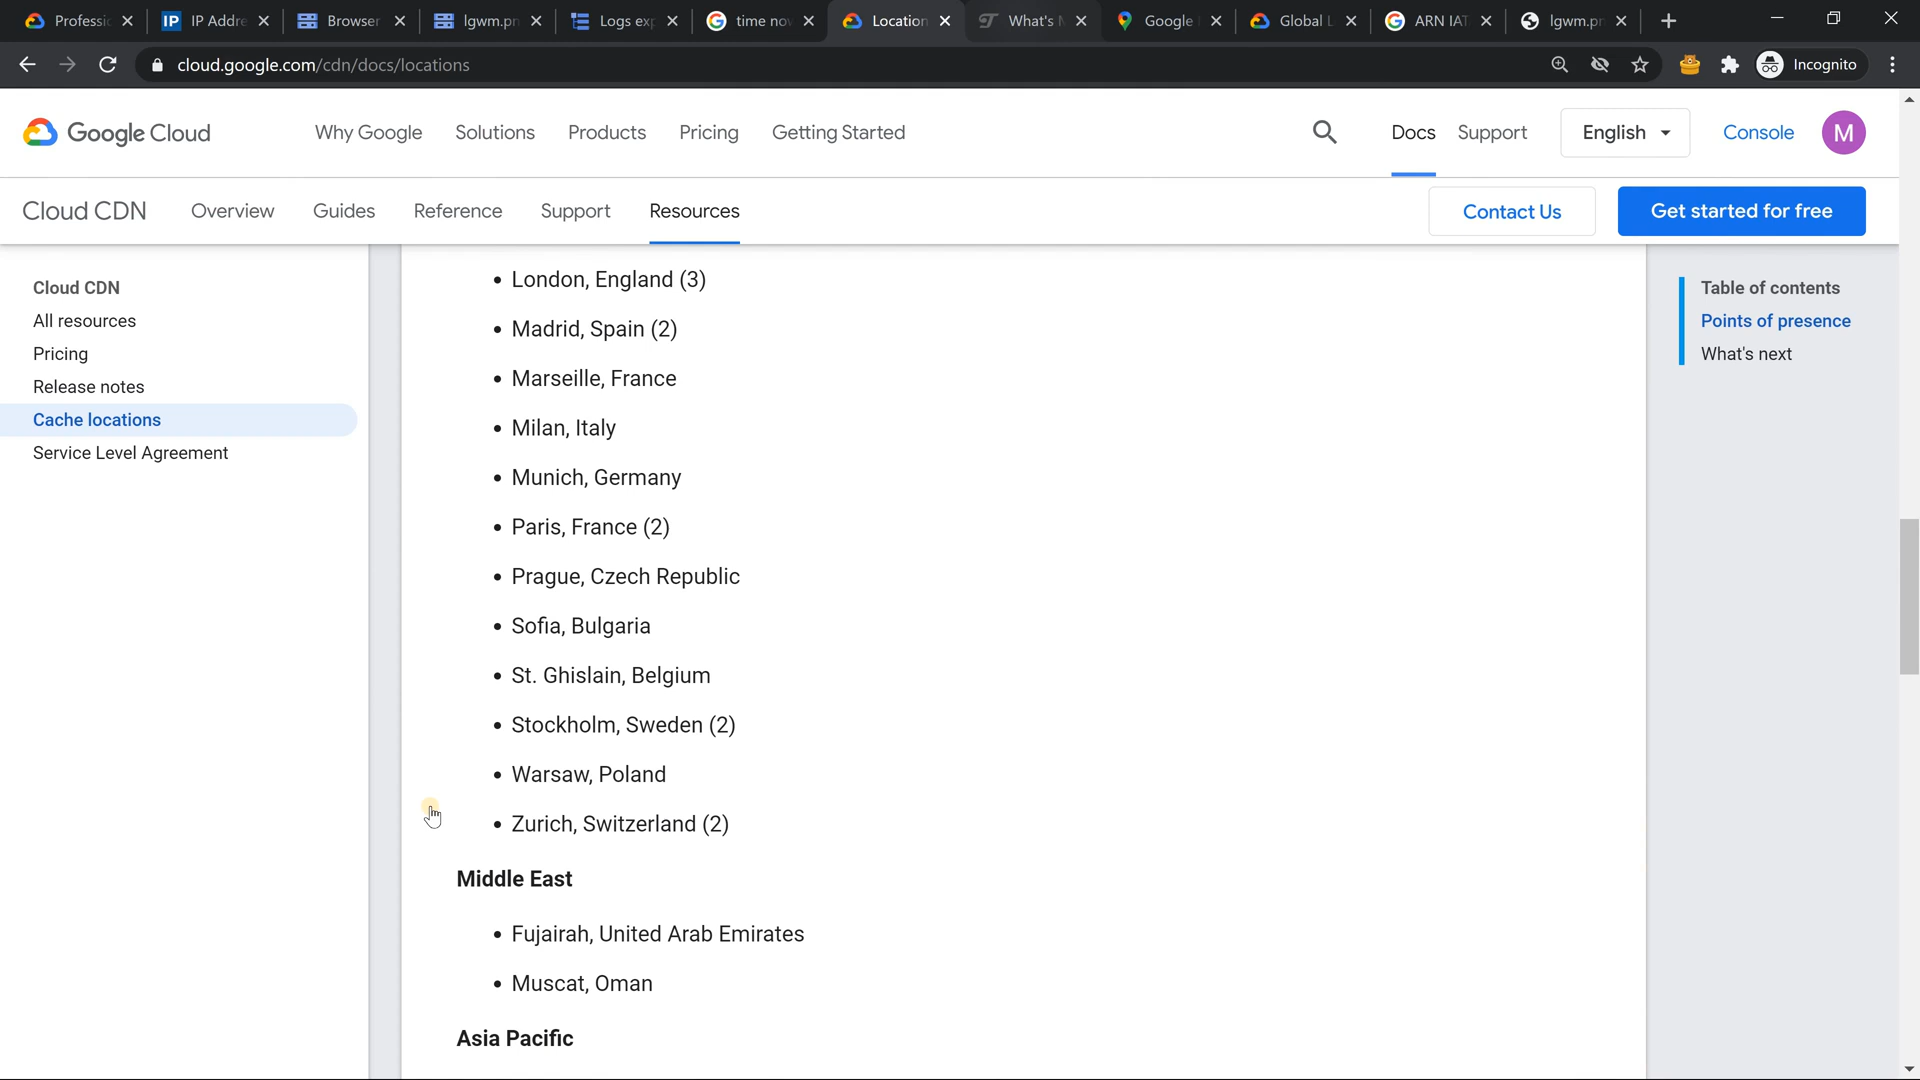 Professic
IP Addre
Browser
lgwm.pn
Logs exp
time nov
Location
What's
Google
Global L
ARN IAT
lgwm.pn
cloud.google.com/cdn/docs/locations
Incognito
Google Cloud
Why Google
Solutions
Products
Pricing
Getting Started
Docs
Support
English
Console
M
Cloud CDN
Overview
Guides
Reference
Support
Resources
Contact Us
Get started for free
Cloud CDN
All resources
Pricing
Release notes
Cache locations
Service Level Agreement
• London, England (3)
• Madrid, Spain (2)
• Marseille, France
• Milan, Italy
• Munich, Germany
• Paris, France (2)
• Prague, Czech Republic
• Sofia, Bulgaria
• St. Ghislain, Belgium
• Stockholm, Sweden (2)
• Warsaw, Poland
• Zurich, Switzerland (2)
Middle East
• Fujairah, United Arab Emirates
• Muscat, Oman
Asia Pacific
Table of contents
Points of presence
What's next